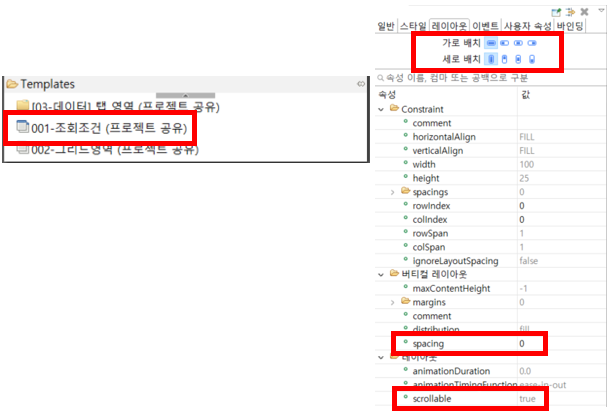 Templates
[03-데이터] 탭 영역 (프로젝트 공유)
001-조회조건 (프로젝트 공유)
002-그리드영역 (프로젝트 공유)
일반 스타일 레이아웃 이벤트 사용자 속성 바인딩
가로 배치
세로 배치
속성 이름, 컴마 또는 공백으로 구분
속성 값
Constraint
comment
horizontalAlign FILL
verticalAlign FILL
width 100
height 25
spacings 0
rowIndex 0
colIndex 0
rowSpan 1
colSpan 1
ignoreLayoutSpacing false
버티컬 레이아웃
maxContentHeight -1
margins 0
comment
distribution fill
spacing 0
레이아웃
animationDuration 0.0
animationTimingFunction ease-in-out
scrollable true